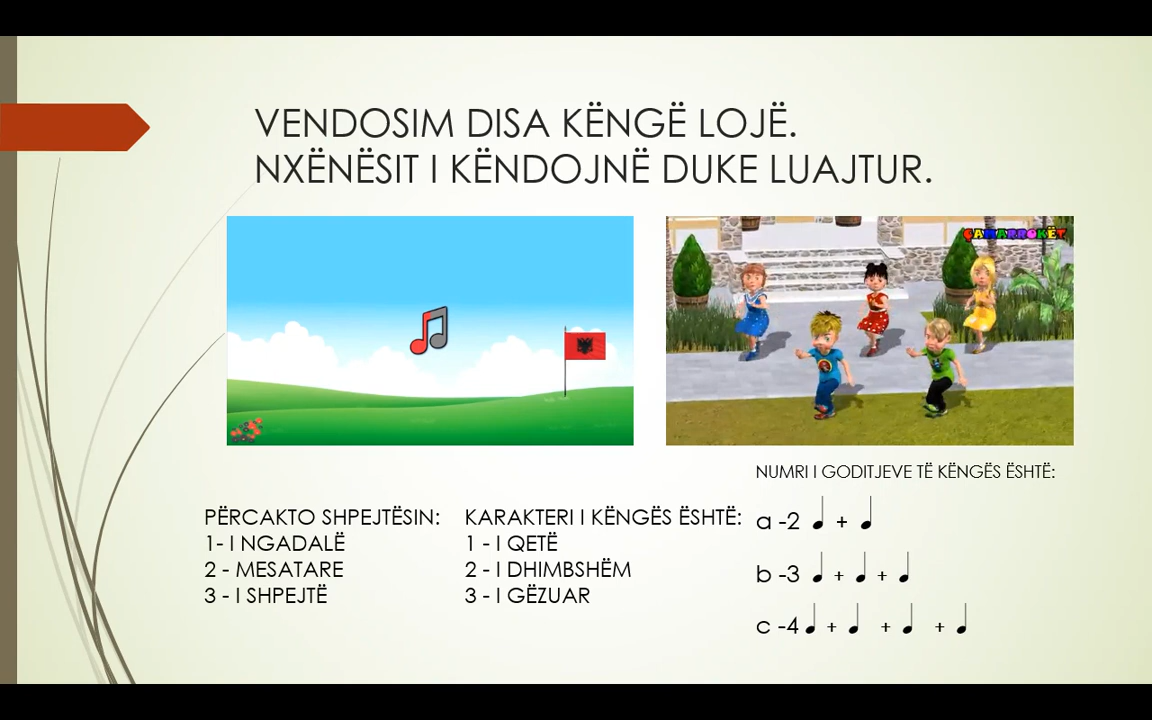 VENDOSIM DISA KËNGË LOJË.
NXËNËSIT I KËNDOJNË DUKE LUAJTUR.
ÇAMARROKËT
PËRCAKTO SHPEJTËSIN:
1- I NGADALË
2 - MESATARE
3 - I SHPEJTË
KARAKTERI I KËNGËS ËSHTË:
1 - I QETË
2 - I DHIMBSHËM
3 - I GËZUAR
NUMRI I GODITJEVE TË KËNGËS ËSHTË:
a -2 ♩ + ♩
b -3 ♩ + ♩ + ♩
c -4 ♩ + ♩ + ♩ + ♩